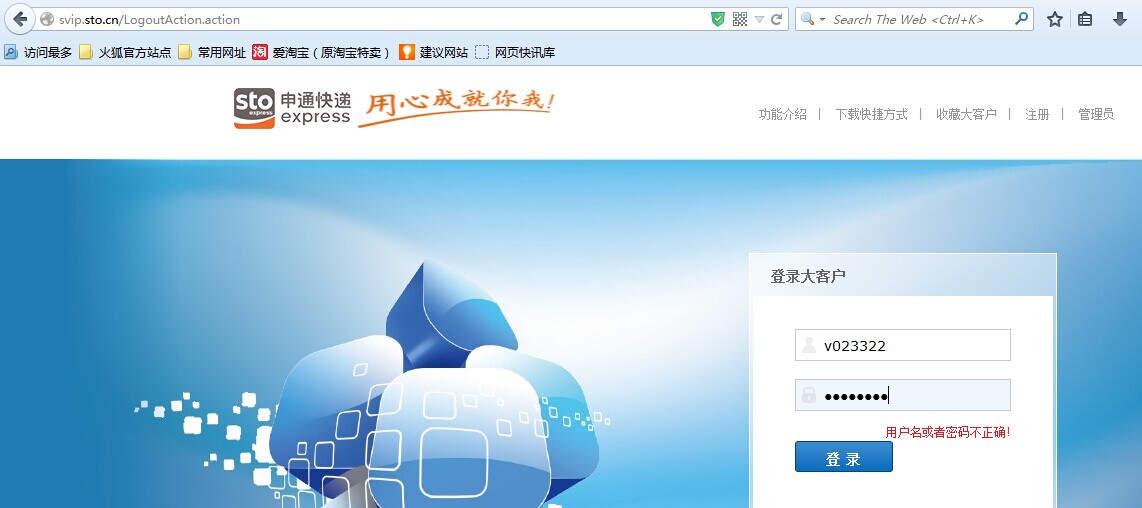 svip.sto.cn/LogoutAction.action
Search The Web <Ctrl+K>
访问最多 火狐官方站点 常用网址 淘 爱淘宝（原淘宝特卖） 建议网站 网页快讯库
sto express 申通快递 express 用心成就你我!
功能介绍 | 下载快捷方式 | 收藏大客户 | 注册 | 管理员
登录大客户
v023322
••••••••
用户名或者密码不正确!
登 录